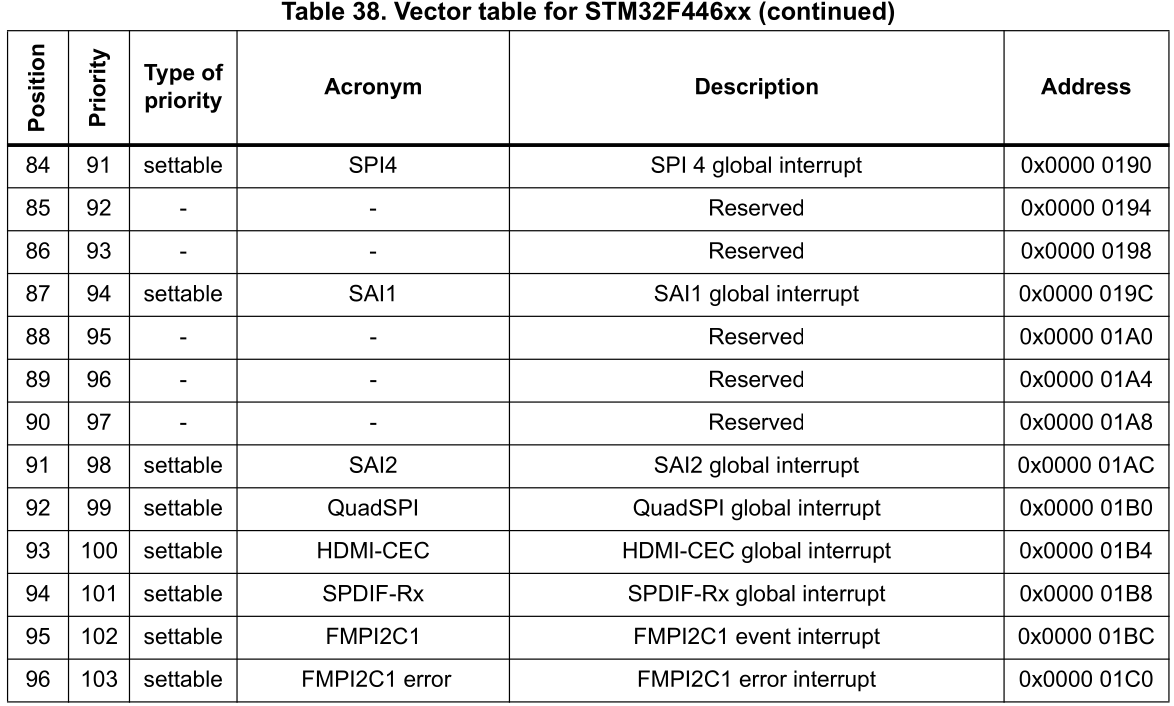 Table 38. Vector table for STM32F446xx (continued)
Position Priority Type of priority Acronym Description Address
84 91 settable SPI4 SPI 4 global interrupt 0x0000 0190
85 92 - - Reserved 0x0000 0194
86 93 - - Reserved 0x0000 0198
87 94 settable SAI1 SAI1 global interrupt 0x0000 019C
88 95 - - Reserved 0x0000 01A0
89 96 - - Reserved 0x0000 01A4
90 97 - - Reserved 0x0000 01A8
91 98 settable SAI2 SAI2 global interrupt 0x0000 01AC
92 99 settable QuadSPI QuadSPI global interrupt 0x0000 01B0
93 100 settable HDMI-CEC HDMI-CEC global interrupt 0x0000 01B4
94 101 settable SPDIF-Rx SPDIF-Rx global interrupt 0x0000 01B8
95 102 settable FMPI2C1 FMPI2C1 event interrupt 0x0000 01BC
96 103 settable FMPI2C1 error FMPI2C1 error interrupt 0x0000 01C0